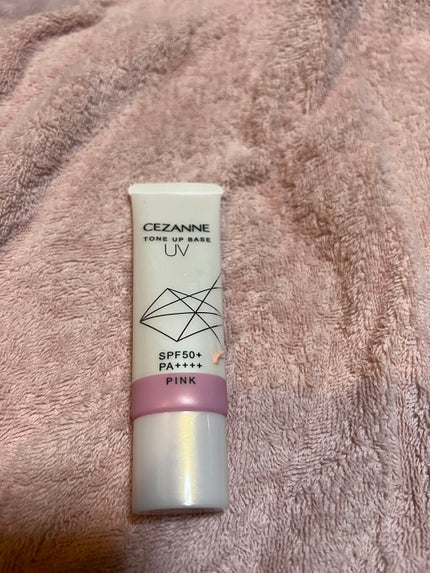 CEZANNE
TONE UP BASE
UV
SPF50+
PA++++
PINK